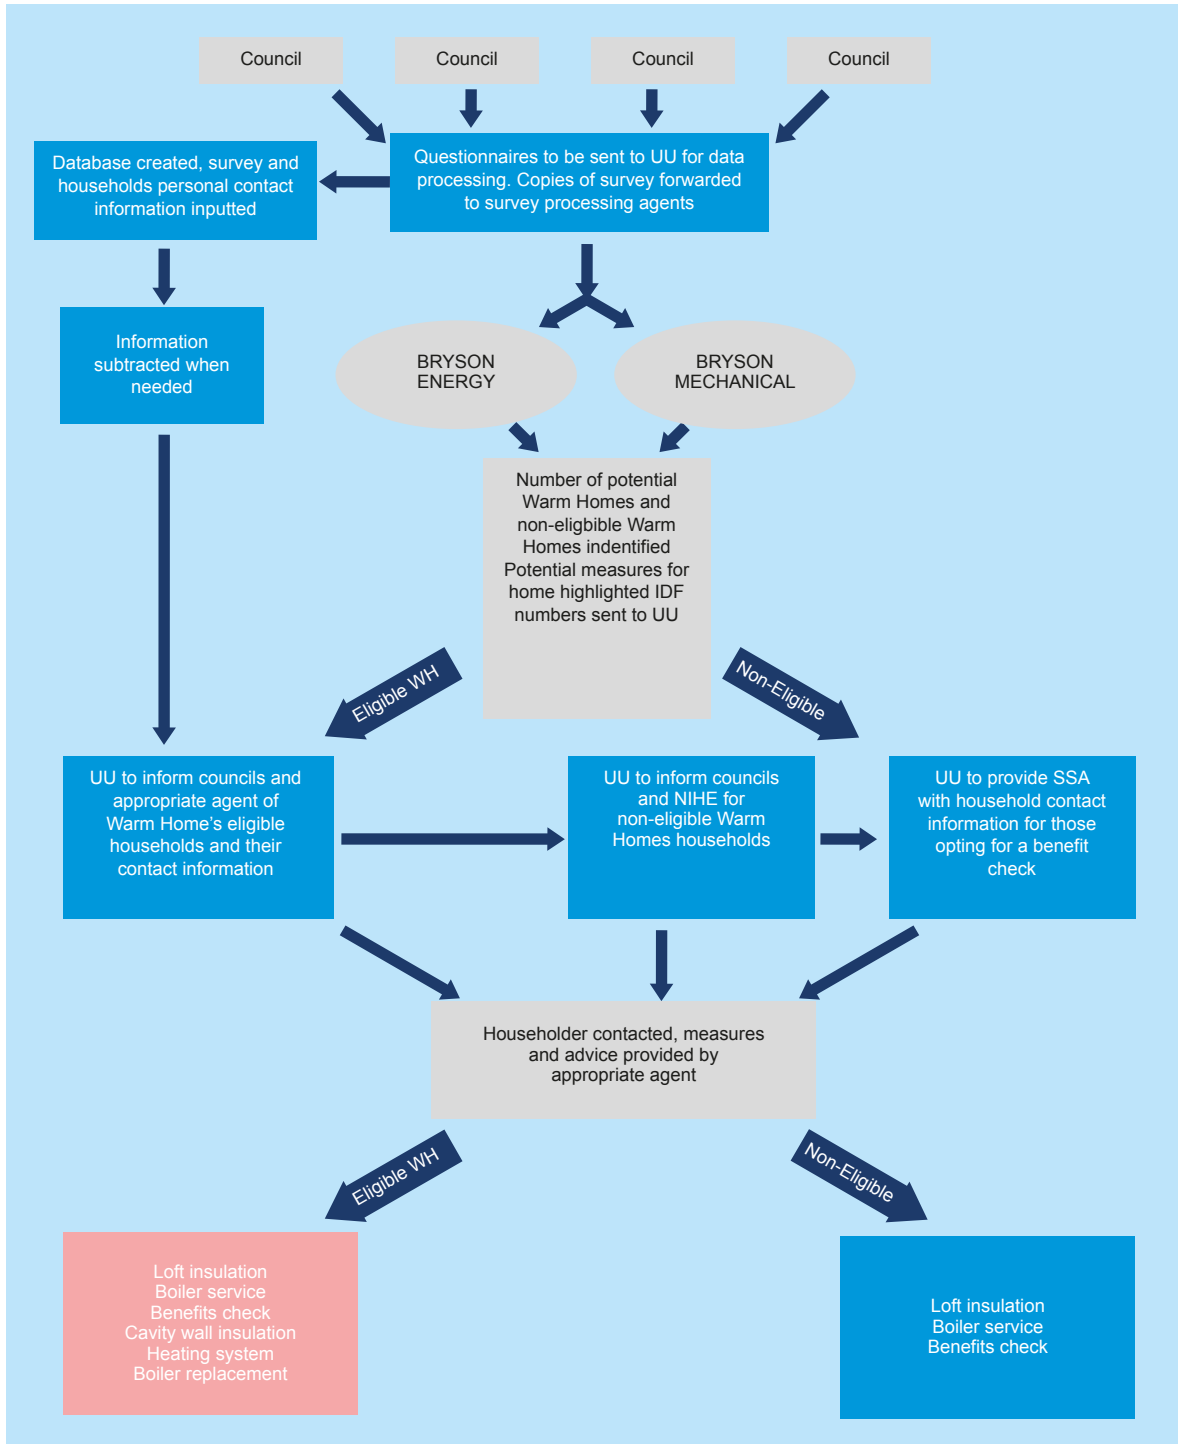 Council
Council
Council
Council
Database created, survey and
households personal contact
information inputted
Questionnaires to be sent to UU for data
processing. Copies of survey forwarded
to survey processing agents
Information
subtracted when
needed
BRYSON
ENERGY
BRYSON
MECHANICAL
Number of potential
Warm Homes and
non-eligbible Warm
Homes indentified
Potential measures for
home highlighted IDF
numbers sent to UU
Eligible WH
Non-Eligible
UU to inform councils and
appropriate agent of
Warm Home’s eligible
households and their
contact information
UU to inform councils
and NIHE for
non-eligible Warm
Homes households
UU to provide SSA
with household contact
information for those
opting for a benefit
check
Householder contacted, measures
and advice provided by
appropriate agent
Eligible WH
Non-Eligible
Loft insulation
Boiler service
Benefits check
Cavity wall insulation
Heating system
Boiler replacement
Loft insulation
Boiler service
Benefits check